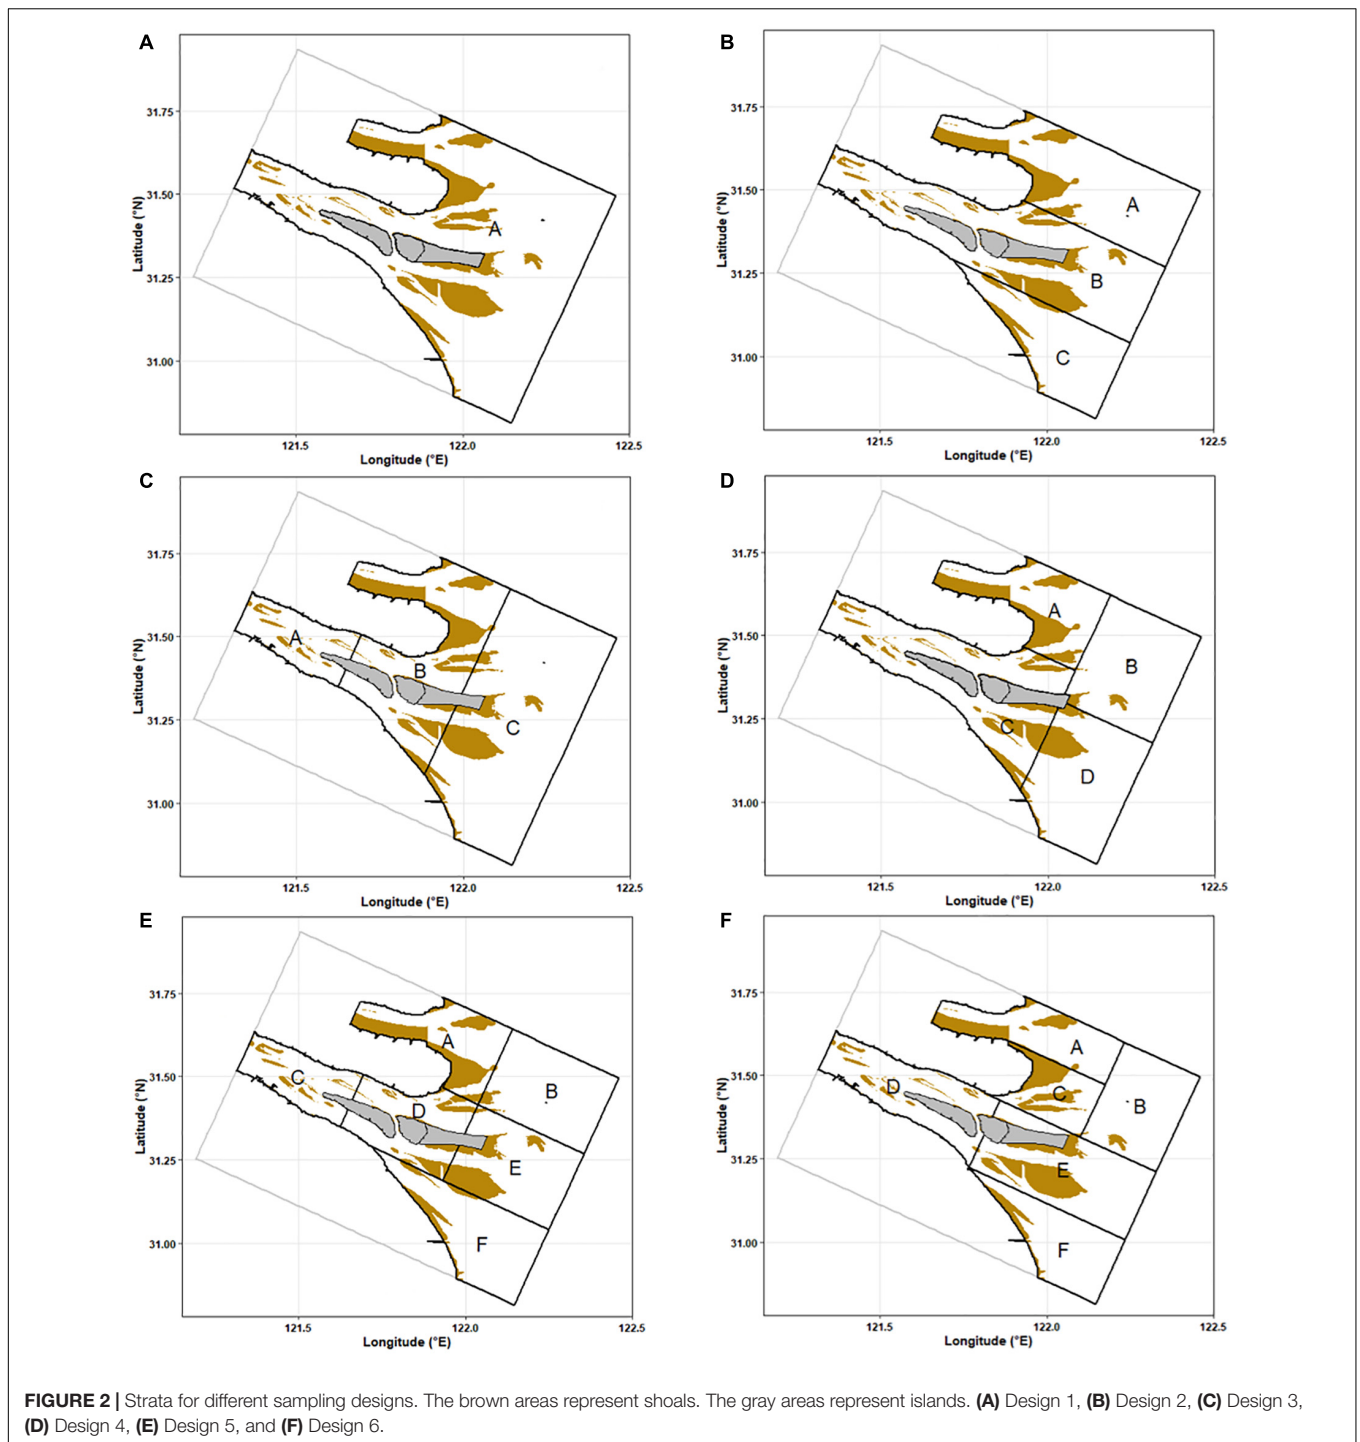 A
31.75
31.50
31.25
31.00
Latitude (°N)
A
121.5
122.0
122.5
Longitude (°E)
B
31.75
31.50
31.25
31.00
Latitude (°N)
A
B
C
121.5
122.0
122.5
Longitude (°E)
C
31.75
31.50
31.25
31.00
Latitude (°N)
A
B
C
121.5
122.0
122.5
Longitude (°E)
D
31.75
31.50
31.25
31.00
Latitude (°N)
A
B
C
D
121.5
122.0
122.5
Longitude (°E)
E
31.75
31.50
31.25
31.00
Latitude (°N)
A
B
C
D
E
F
121.5
122.0
122.5
Longitude (°E)
F
31.75
31.50
31.25
31.00
Latitude (°N)
A
B
C
D
E
F
121.5
122.0
122.5
Longitude (°E)
FIGURE 2 | Strata for different sampling designs. The brown areas represent shoals. The gray areas represent islands. (A) Design 1, (B) Design 2, (C) Design 3,
(D) Design 4, (E) Design 5, and (F) Design 6.